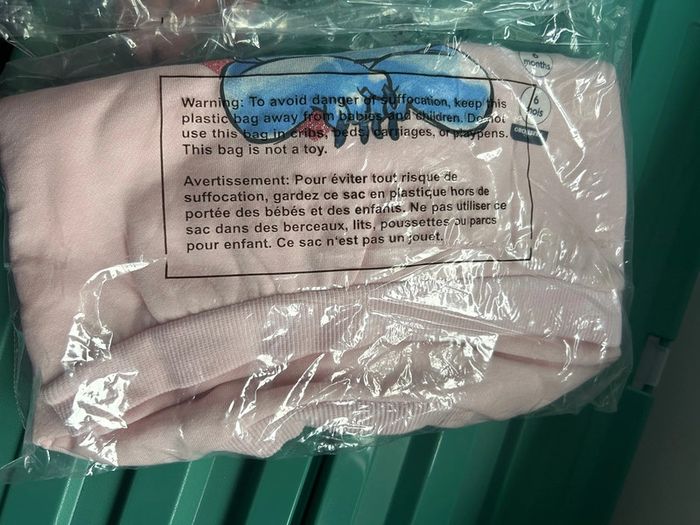 6
months
6
mois
Warning: To avoid danger of suffocation, keep this
plastic bag away from babies and children. Do not
use this bag in cribs, beds, carriages, or playpens.
This bag is not a toy.
Avertissement: Pour éviter tout risque de
suffocation, gardez ce sac en plastique hors de
portée des bébés et des enfants. Ne pas utiliser ce
sac dans des berceaux, lits, poussettes ou parcs
pour enfant. Ce sac n'est pas un jouet.